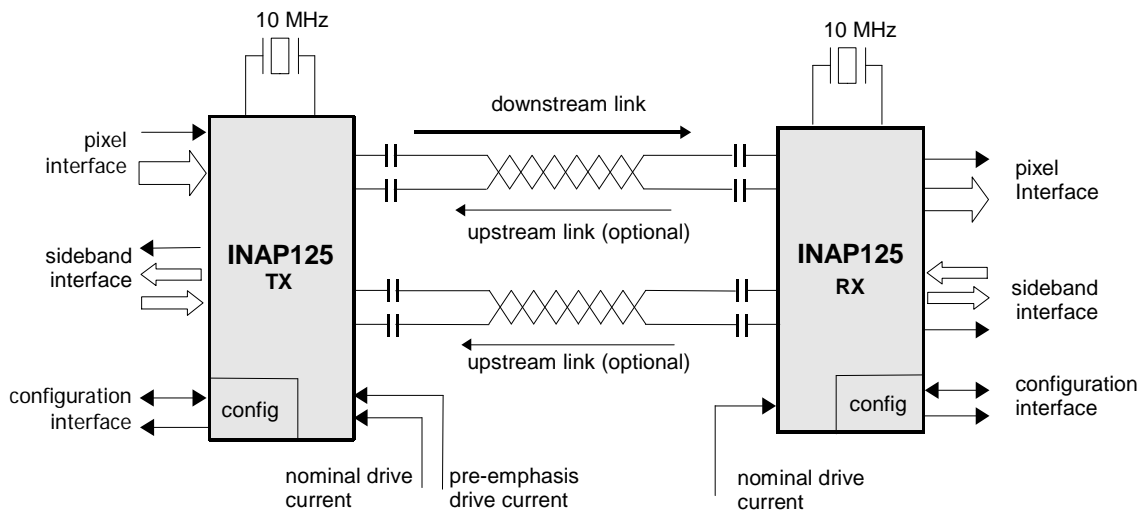 10 MHz
10 MHz
downstream link
pixel
interface
pixel
Interface
upstream link (optional)
INAP125
TX
INAP125
RX
sideband
interface
sideband
interface
upstream link (optional)
configuration
interface
config
config
configuration
interface
nominal drive
current
pre-emphasis
drive current
nominal drive
current